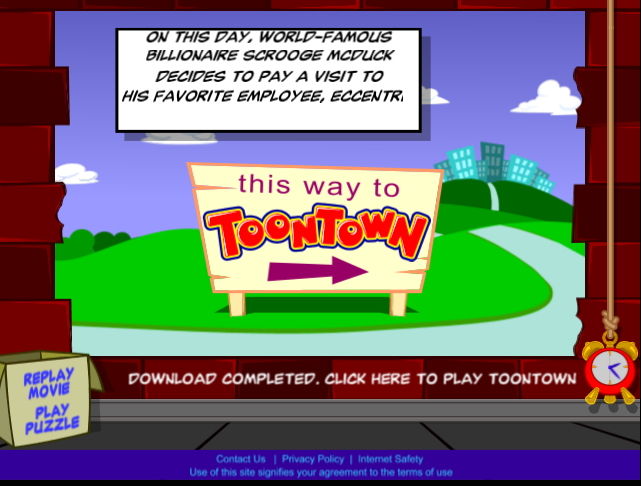 ON THIS DAY, WORLD-FAMOUS
BILLIONAIRE SCROOGE MCDUCK
DECIDES TO PAY A VISIT TO
HIS FAVORITE EMPLOYEE, ECCENTRI
this way to
TOONTOWN
REPLAY
MOVIE
PLAY
PUZZLE
DOWNLOAD COMPLETED. CLICK HERE TO PLAY TOONTOWN
Contact Us | Privacy Policy | Internet Safety
Use of this site signifies your agreement to the terms of use